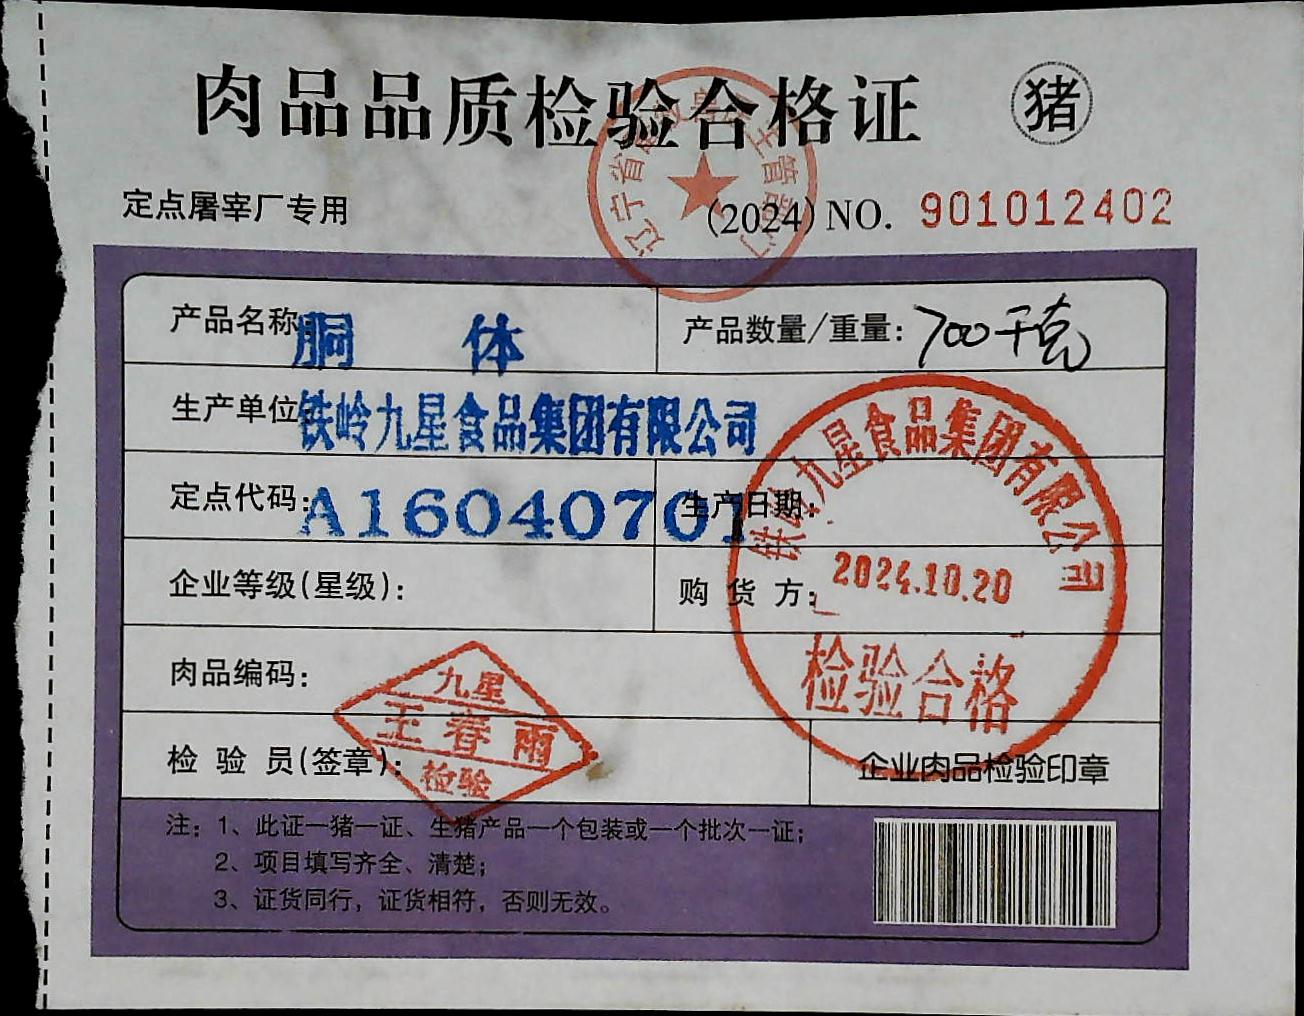 肉品品质检验合格证 猪
辽宁省
主管部门
定点屠宰厂专用 (2024) NO. 901012402
产品名称: 胴体 产品数量/重量: 700千克
生产单位 铁岭九星食品集团有限公司
定点代码: A16040701 生产日期:
铁岭九星食品集团有限公司
2024.10.20
检验合格
企业等级(星级): 购货方:
肉品编码:
九星
王春雨
检验
检验员(签章): 企业肉品检验印章
注: 1、此证一猪一证、生猪产品一个包装或一个批次一证;
2、项目填写齐全、清楚;
3、证货同行，证货相符，否则无效。